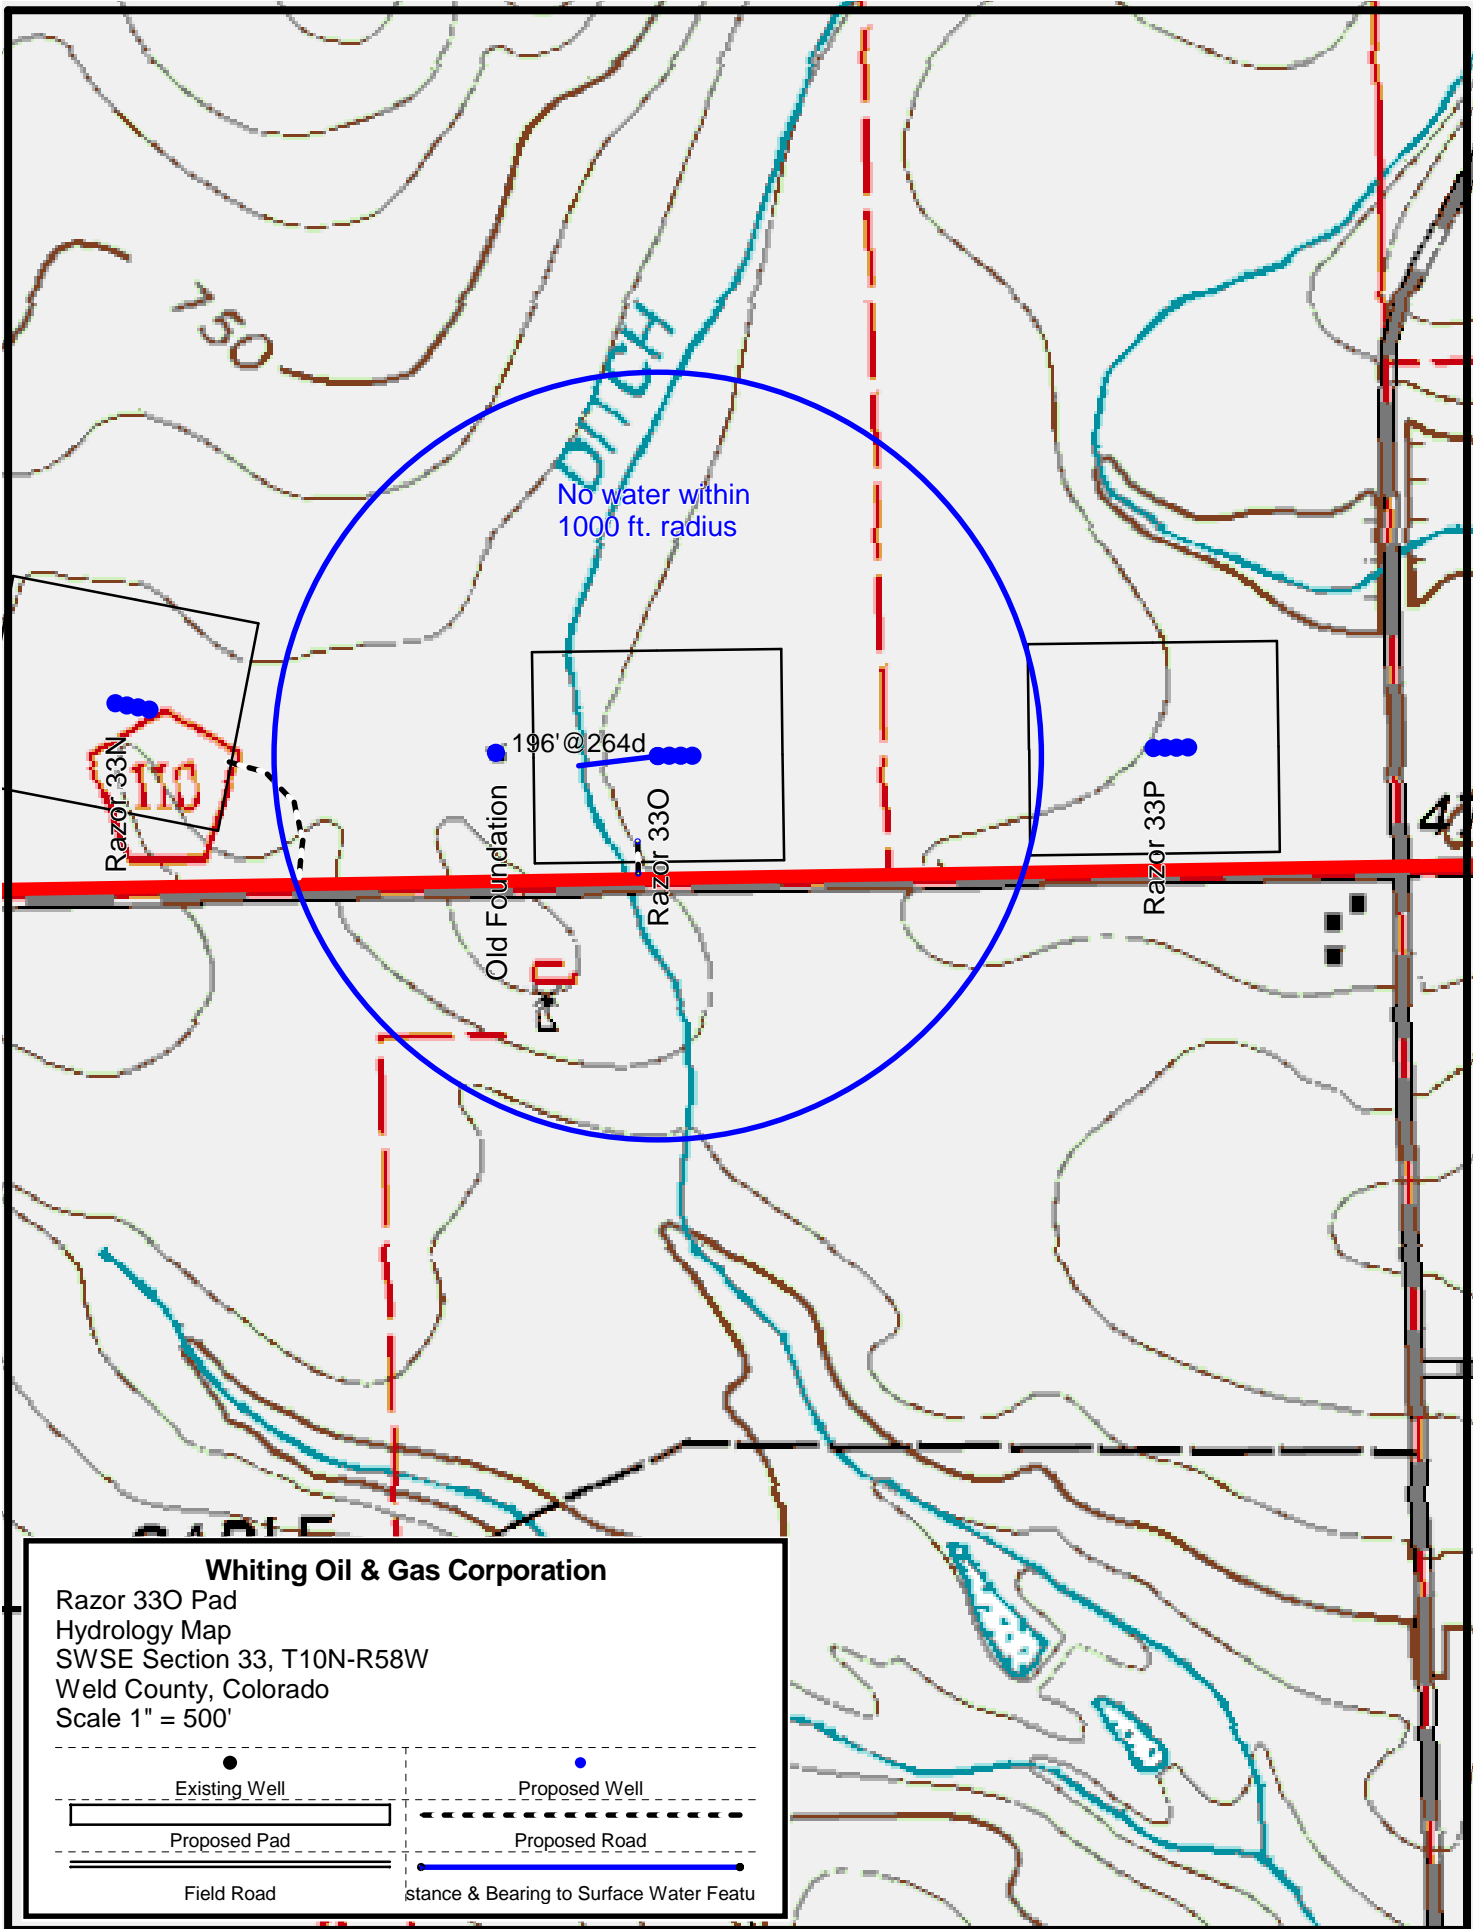 750
DITCH
No water within
1000 ft. radius
196'@264d
110
Razor 33N
Old Foundation
Razor 33O
Razor 33P
Whiting Oil & Gas Corporation
Razor 33O Pad
Hydrology Map
SWSE Section 33, T10N-R58W
Weld County, Colorado
Scale 1" = 500'
Existing Well
Proposed Well
Proposed Pad
Proposed Road
Field Road
stance & Bearing to Surface Water Featu